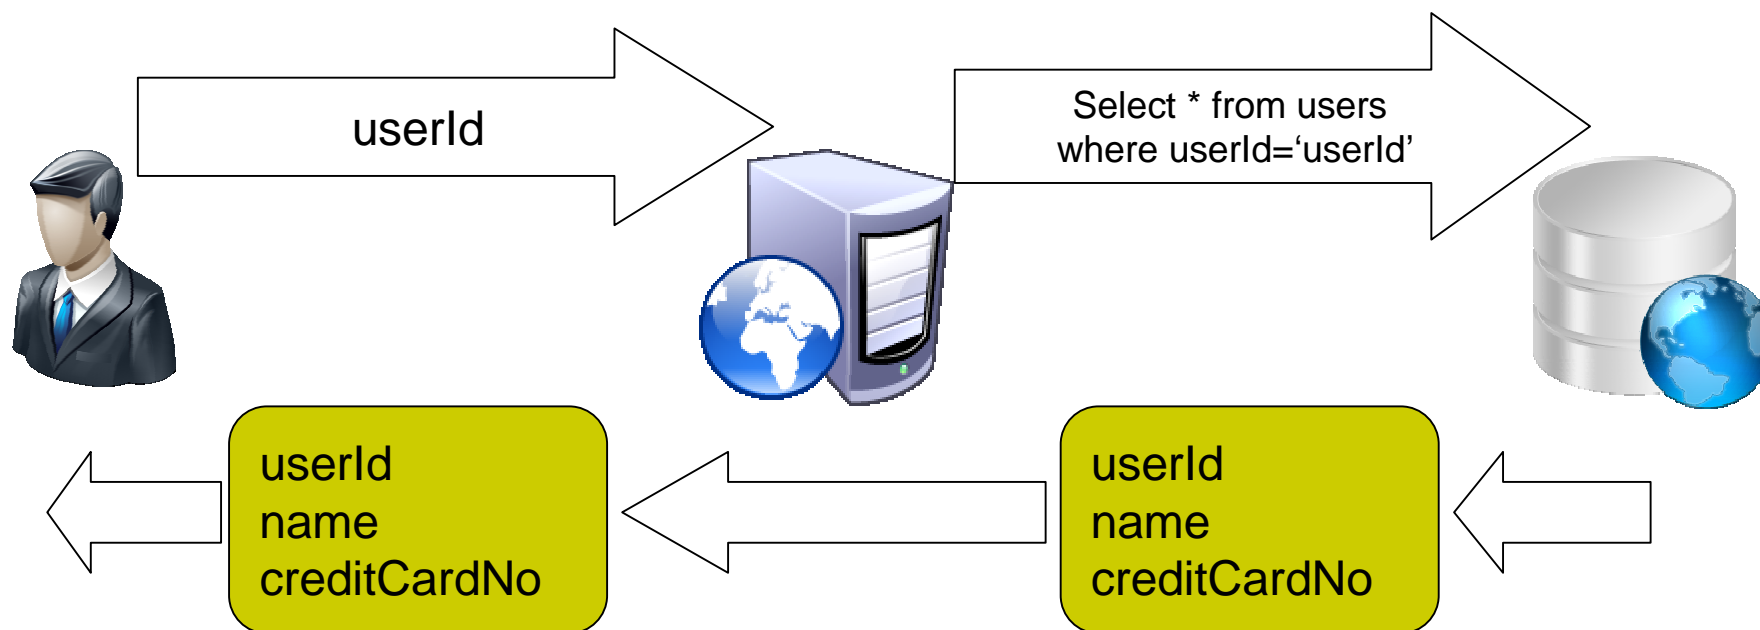 userId
Select * from users
where userId=‘userId’
userId
name
creditCardNo
userId
name
creditCardNo